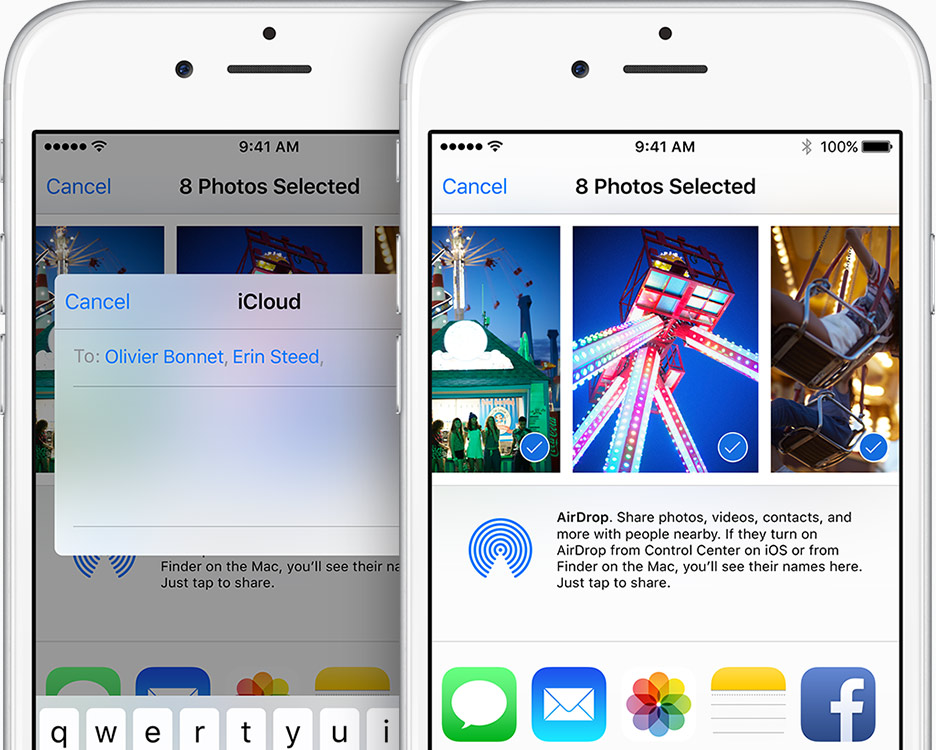 9:41 AM
Cancel
8 Photos Selected
Cancel
iCloud
To: Olivier Bonnet, Erin Steed,
Finder on the Mac, you’ll see their na
Just tap to share.
q w e r t y u i
9:41 AM
100%
Cancel
8 Photos Selected
AirDrop. Share photos, videos, contacts, and
more with people nearby. If they turn on
AirDrop from Control Center on iOS or from
Finder on the Mac, you’ll see their names here.
Just tap to share.
f